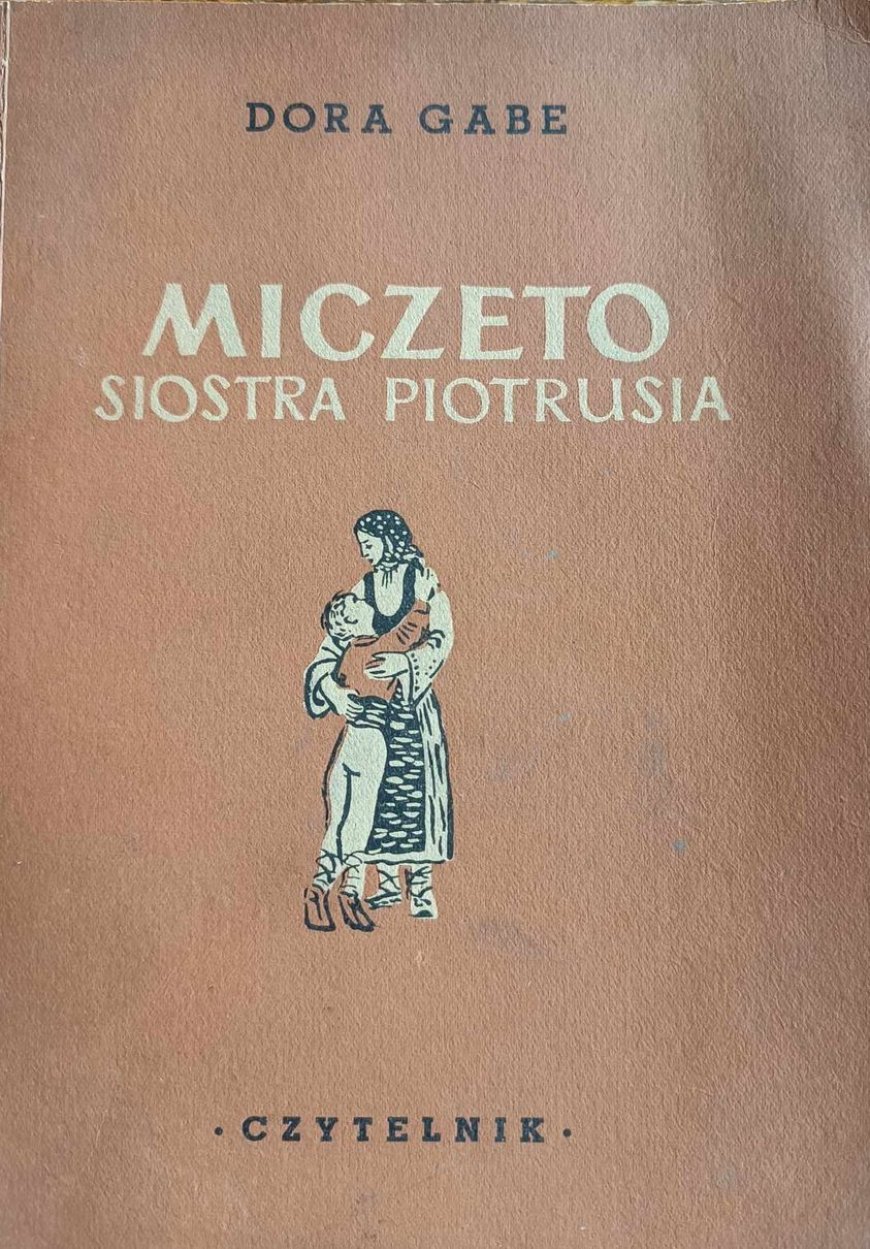 DORA GABE
MICZETO
SIOSTRA PIOTRUSIA
· CZYTELNIK ·